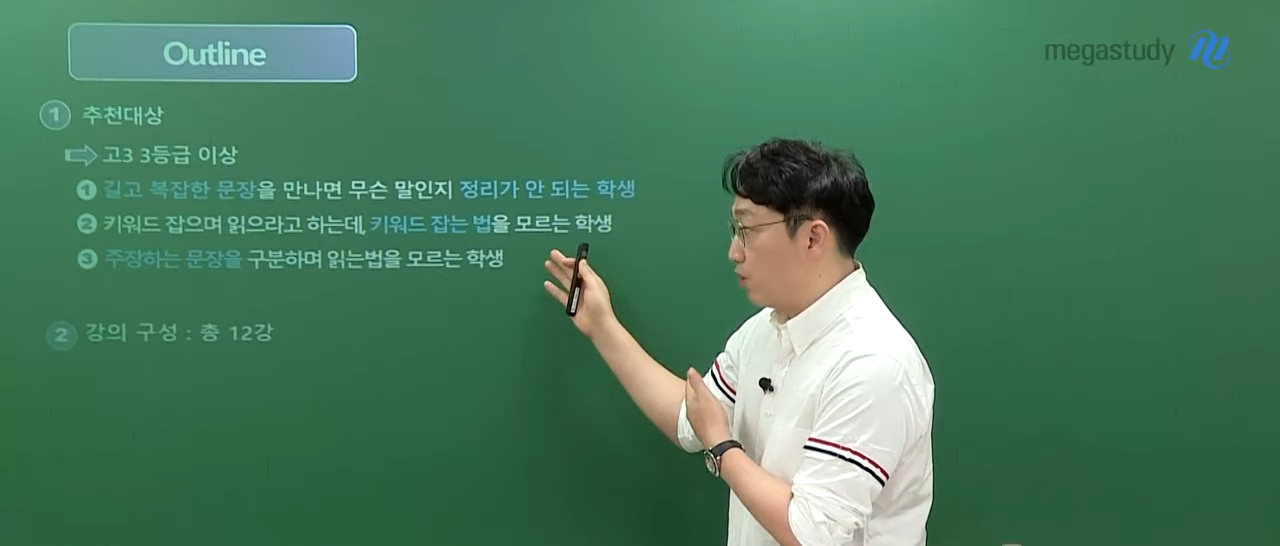 Outline
megastudy
1 추천대상
고3 3등급 이상
1 길고 복잡한 문장을 만나면 무슨 말인지 정리가 안 되는 학생
2 키워드 잡으며 읽으라고 하는데, 키워드 잡는 법을 모르는 학생
3 주장하는 문장을 구분하며 읽는법을 모르는 학생
2 강의 구성 : 총 12강